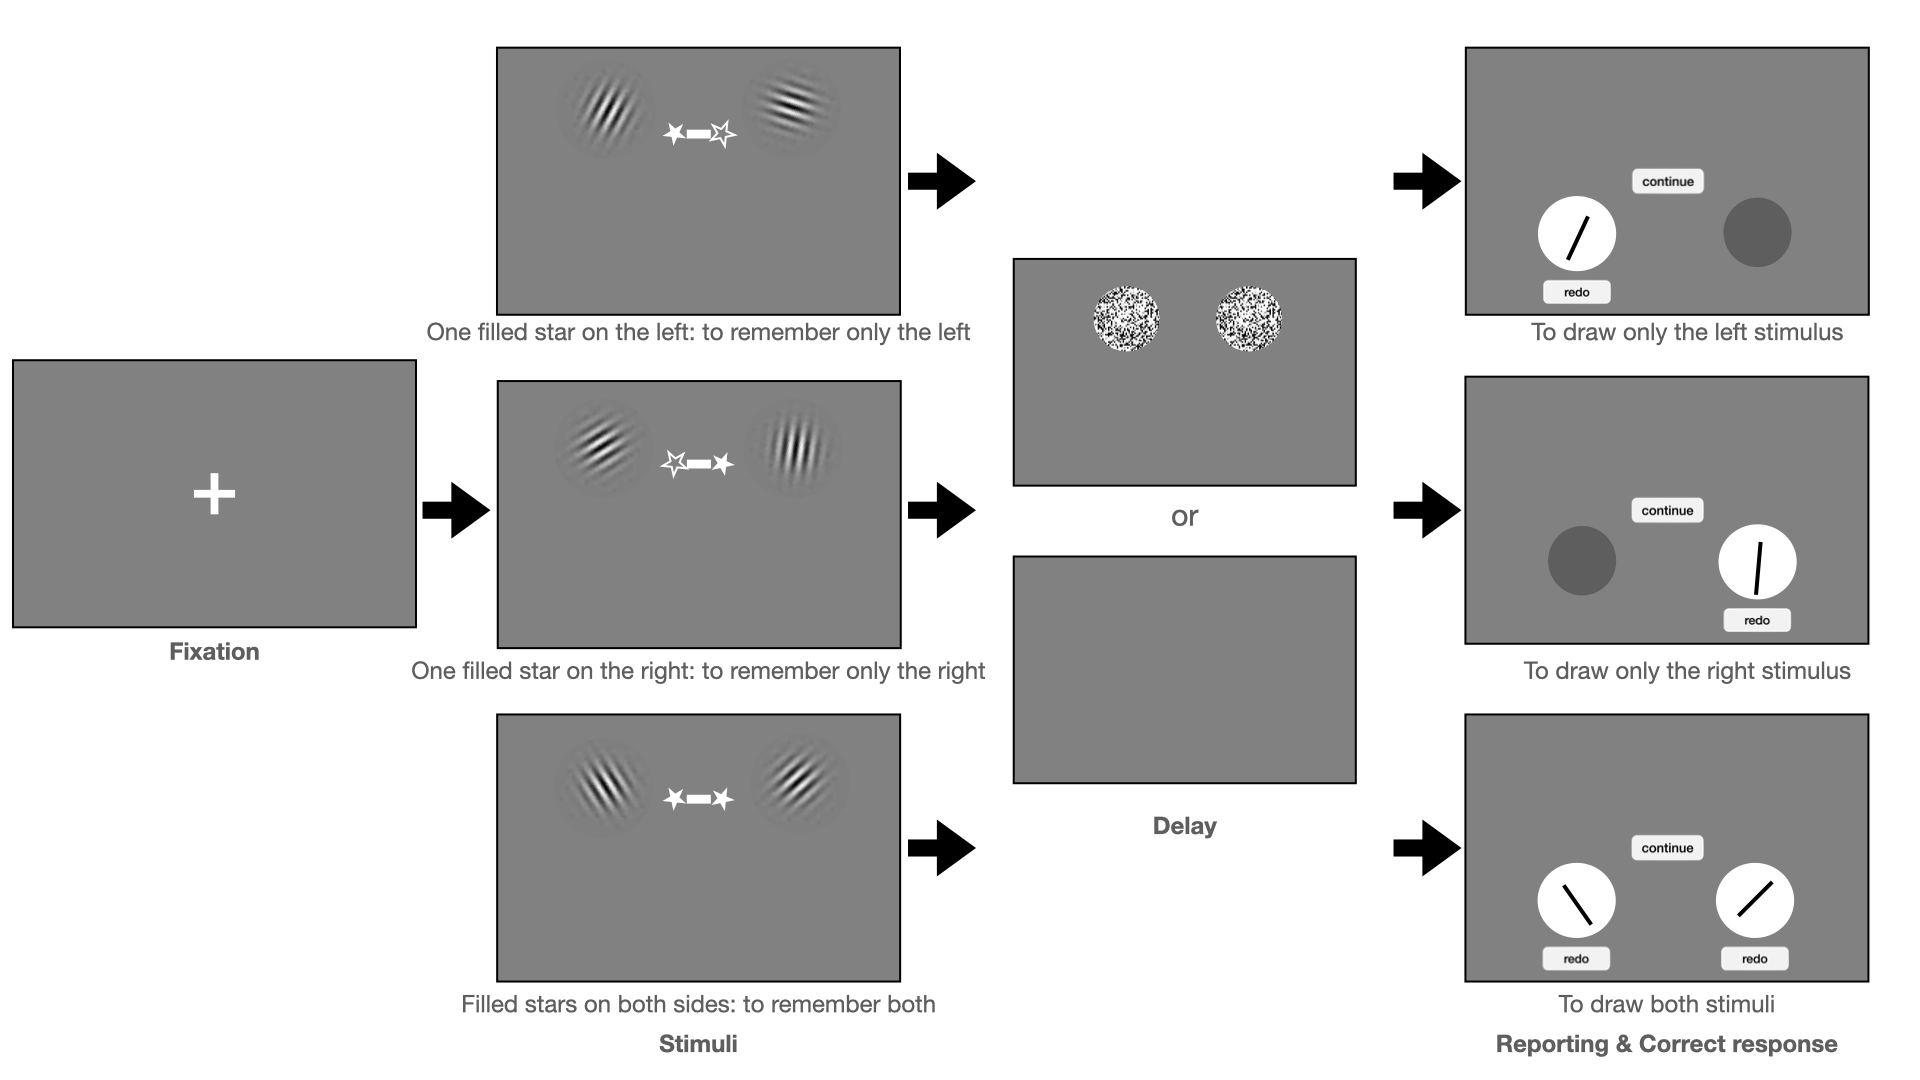 continue
redo
One filled star on the left: to remember only the left
To draw only the left stimulus
Fixation
continue
or
redo
One filled star on the right: to remember only the right
To draw only the right stimulus
Delay
continue
redo
redo
Filled stars on both sides: to remember both
To draw both stimuli
Stimuli
Reporting & Correct response